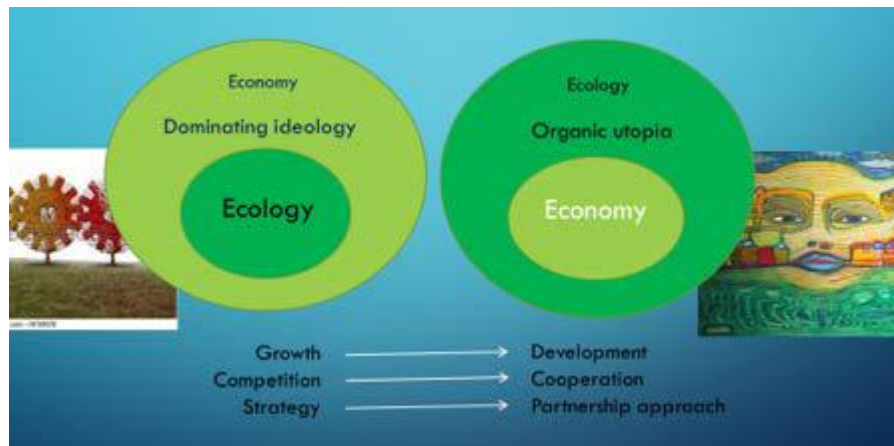 Economy
Dominating ideology
Ecology
Ecology
Organic utopia
Economy
Growth
Development
Competition
Cooperation
Strategy
Partnership approach